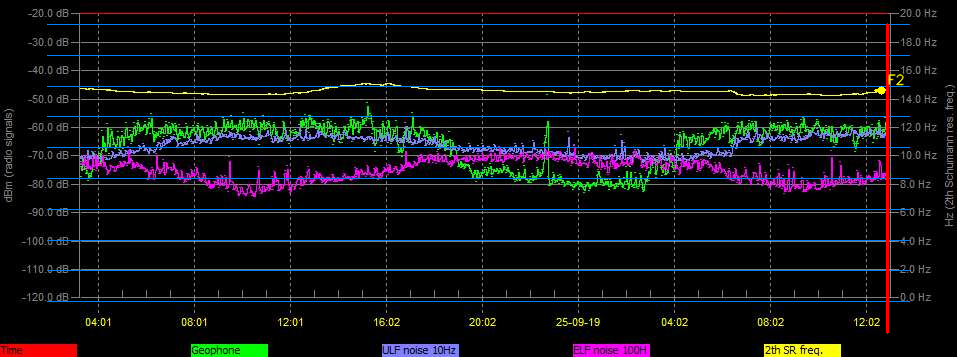 -20.0 dB 20.0 Hz
-30.0 dB 18.0 Hz
-40.0 dB 16.0 Hz
F2
-50.0 dB 14.0 Hz
-60.0 dB 12.0 Hz
-70.0 dB 10.0 Hz
-80.0 dB 8.0 Hz
-90.0 dB 6.0 Hz
-100.0 dB 4.0 Hz
-110.0 dB 2.0 Hz
-120.0 dB 0.0 Hz
dBm (radio signals)
Hz (2th Schumann res. freq.)
04:01 08:01 12:01 16:02 20:02 25-09-19 04:02 08:02 12:02
Time Geophone ULF noise 10Hz ELF noise 100H 2th SR freq.